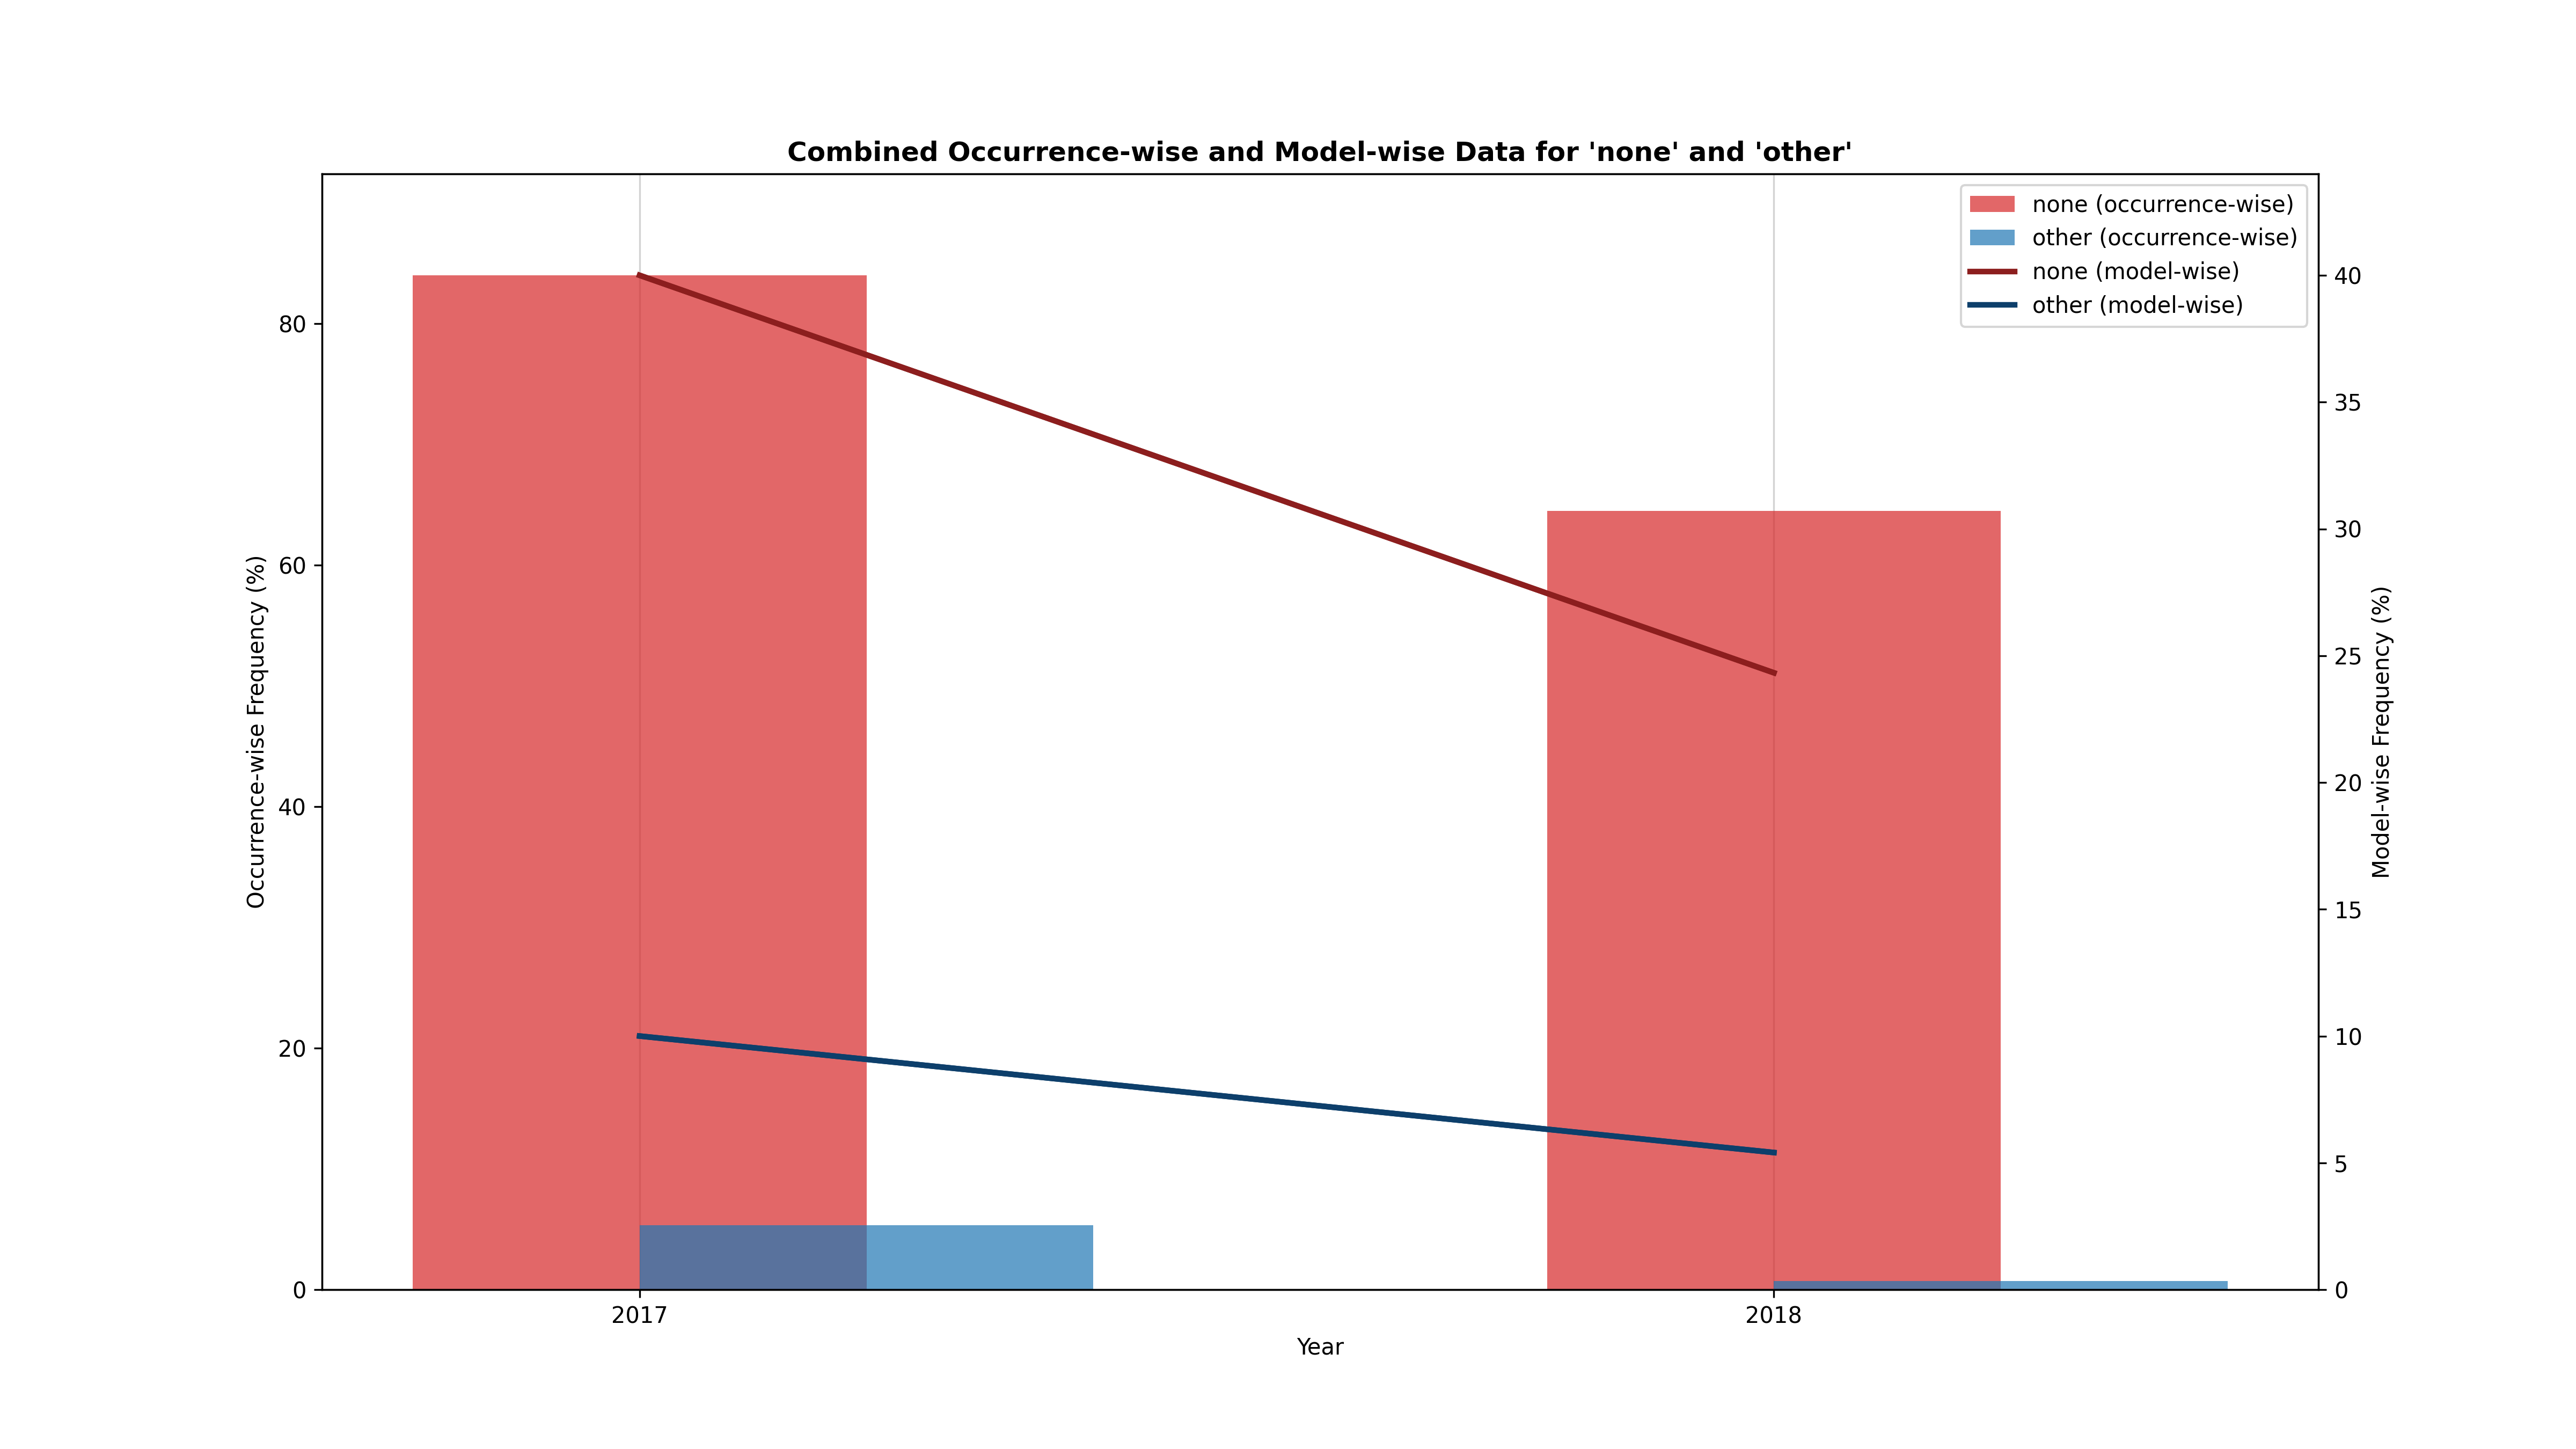 Combined Occurrence-wise and Model-wise Data for 'none' and 'other'
none (occurrence-wise)
other (occurrence-wise)
none (model-wise)
other (model-wise)
Occurrence-wise Frequency (%)
80
60
40
20
0
Model-wise Frequency (%)
40
35
30
25
20
15
10
5
0
2017
2018
Year